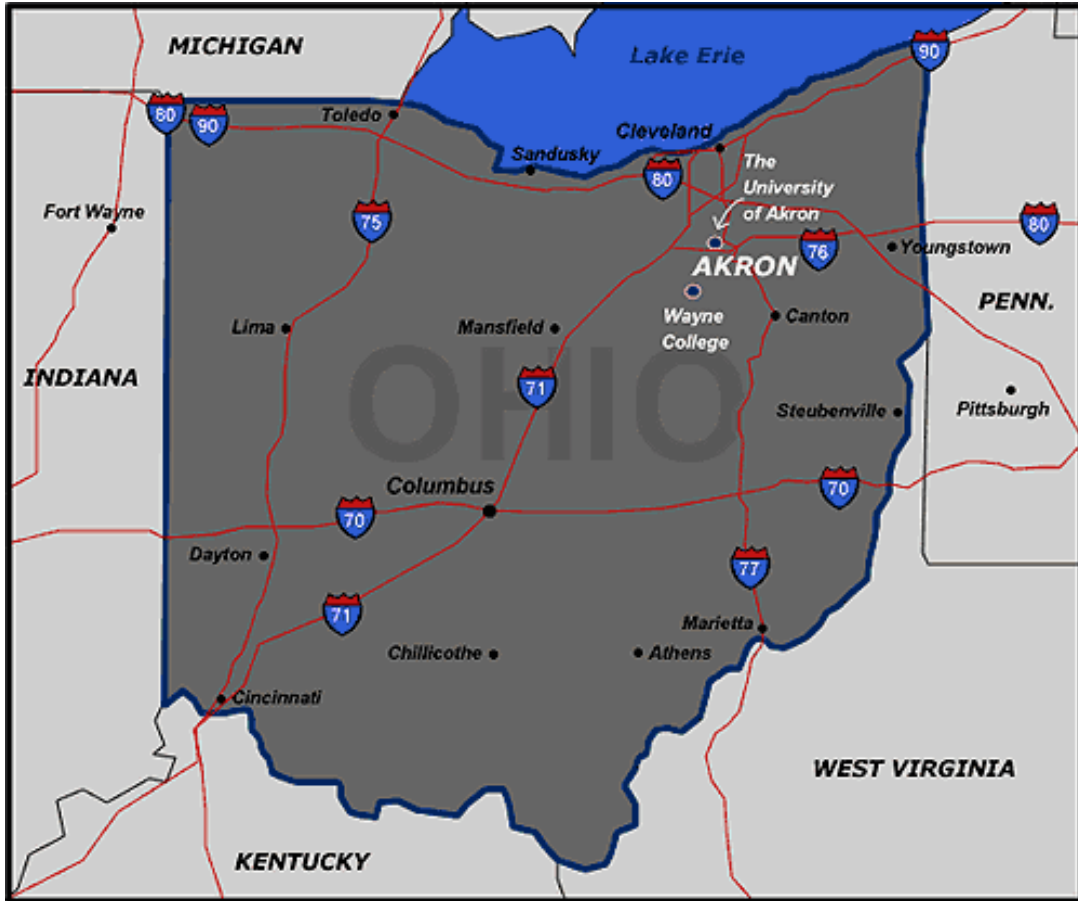 MICHIGAN
Lake Erie
90
80
90
Toledo
Cleveland
Sandusky
80
The
University
of Akron
Fort Wayne
75
80
76
Youngstown
AKRON
PENN.
Wayne
College
Canton
Lima
Mansfield
INDIANA
OHIO
71
Steubenville
Pittsburgh
Columbus
70
70
Dayton
77
71
Marietta
Chillicothe
Athens
Cincinnati
WEST VIRGINIA
KENTUCKY